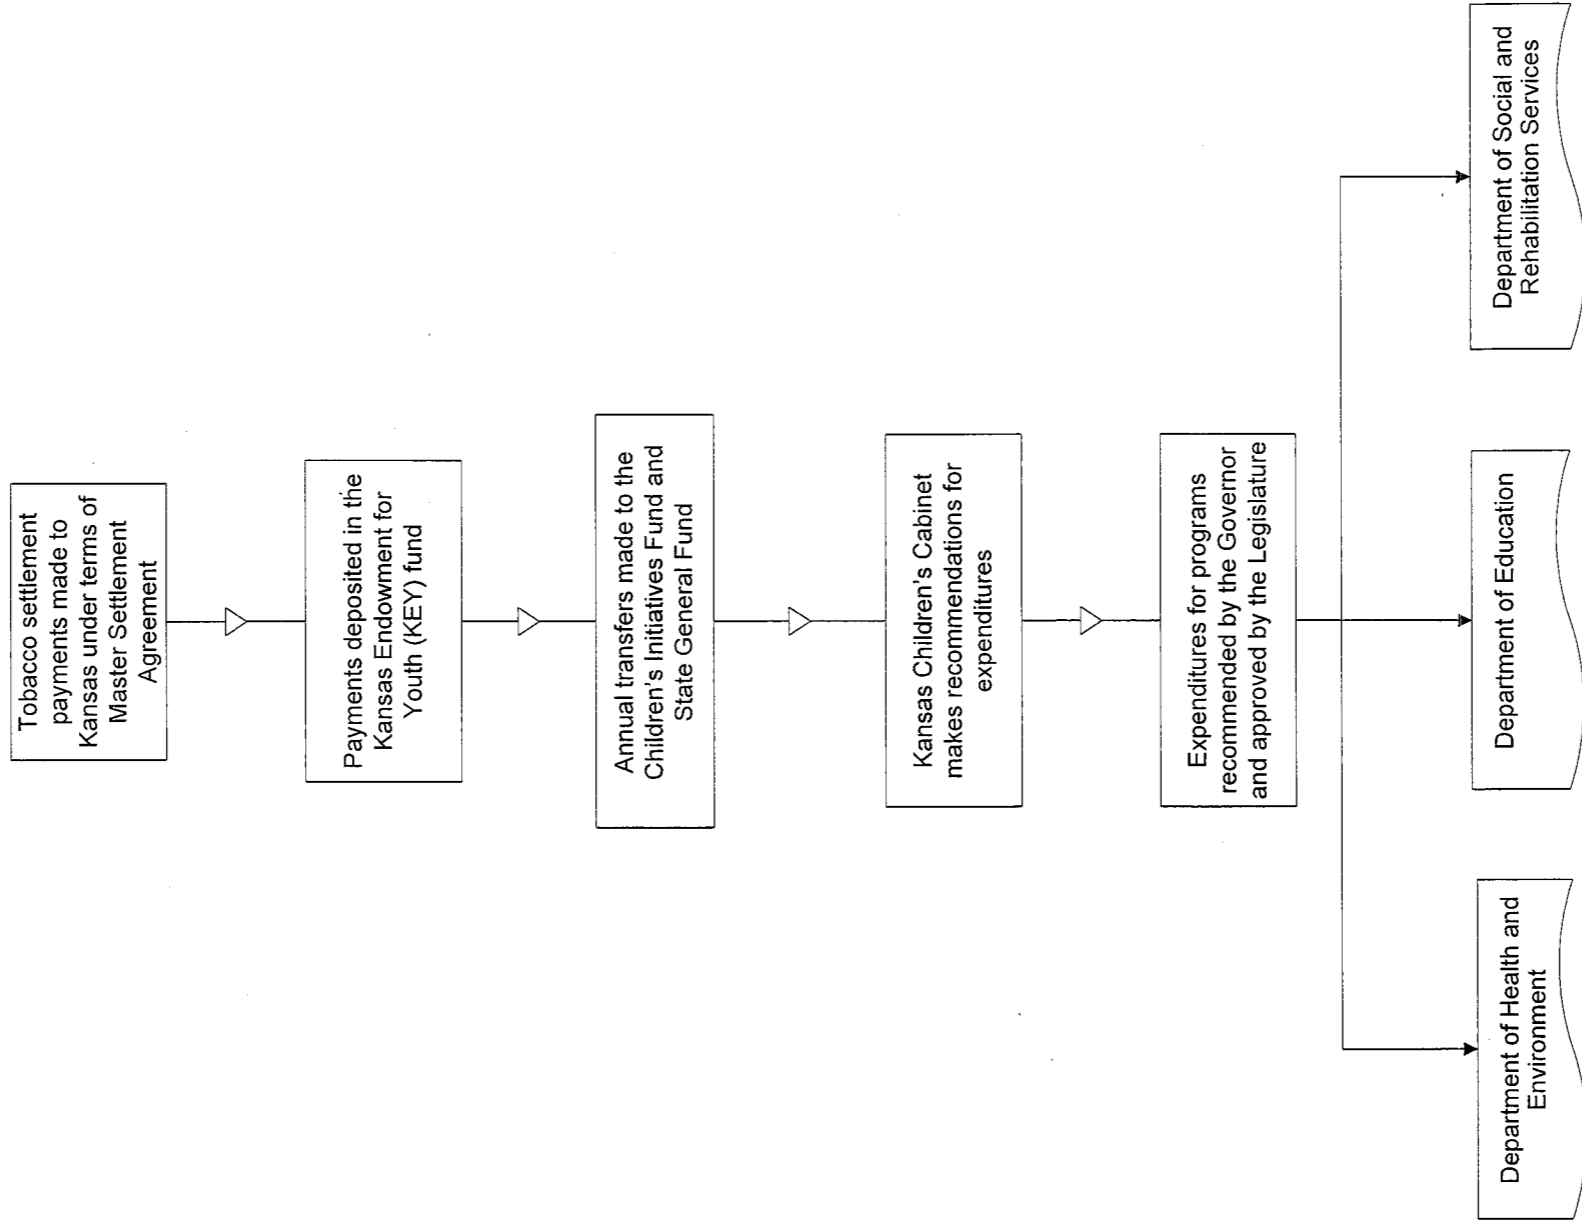 Tobacco settlement
payments made to
Kansas under terms of
Master Settlement
Agreement
Payments deposited in the
Kansas Endowment for
Youth (KEY) fund
Annual transfers made to the
Children's Initiatives Fund and
State General Fund
Kansas Children's Cabinet
makes recommendations for
expenditures
Expenditures for programs
recommended by the Governor
and approved by the Legislature
Department of Health and
Environment
Department of Education
Department of Social and
Rehabilitation Services